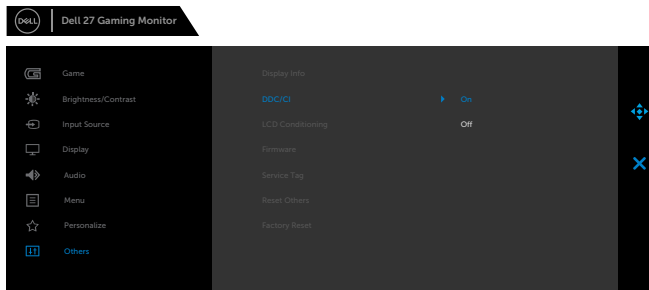 DELL
Dell 27 Gaming Monitor
Game
Display Info
Brightness/Contrast
DDC/CI
On
Input Source
LCD Conditioning
Off
Display
Firmware
Audio
Service Tag
Menu
Reset Others
Personalize
Factory Reset
Others